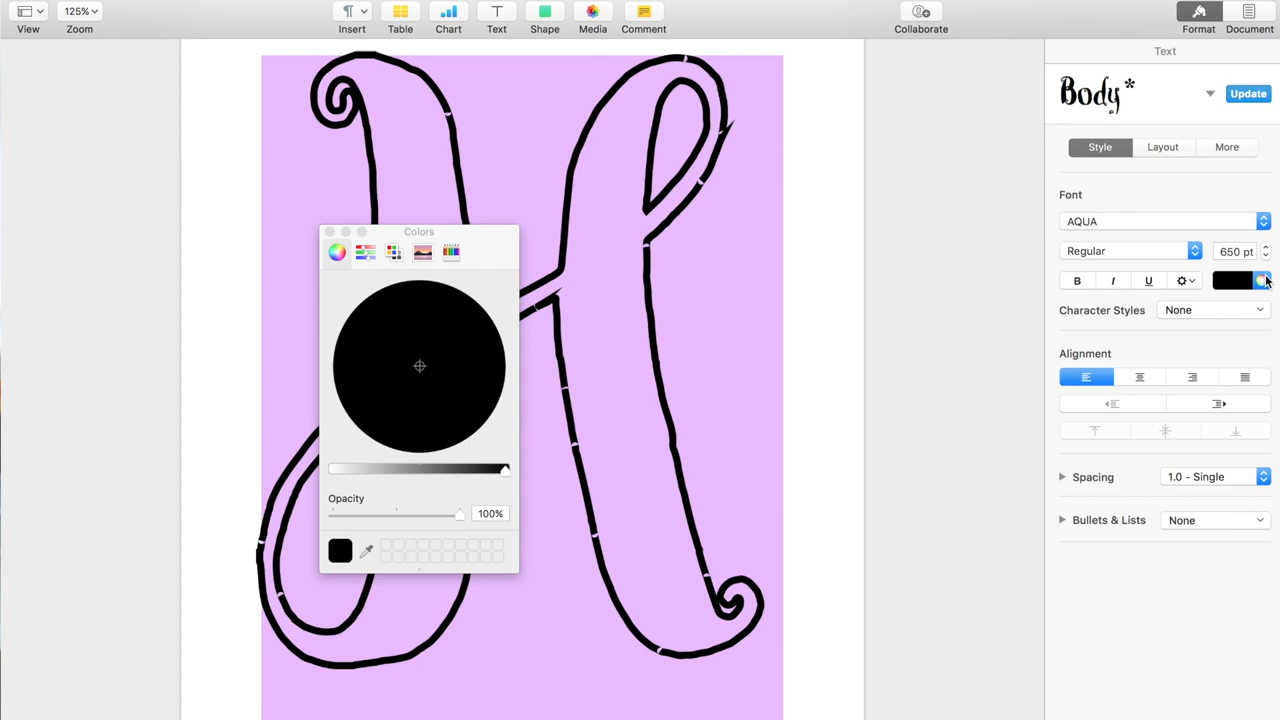 125%
View
Zoom
Insert
Table
Chart
T
Text
Shape
Media
Comment
Collaborate
Format
Document
Text
Body*
Update
Style
Layout
More
Font
AQUA
Regular
650 pt
B
I
U
Character Styles
None
Alignment
Spacing
1.0 - Single
Bullets & Lists
None
H
Colors
Opacity
100%